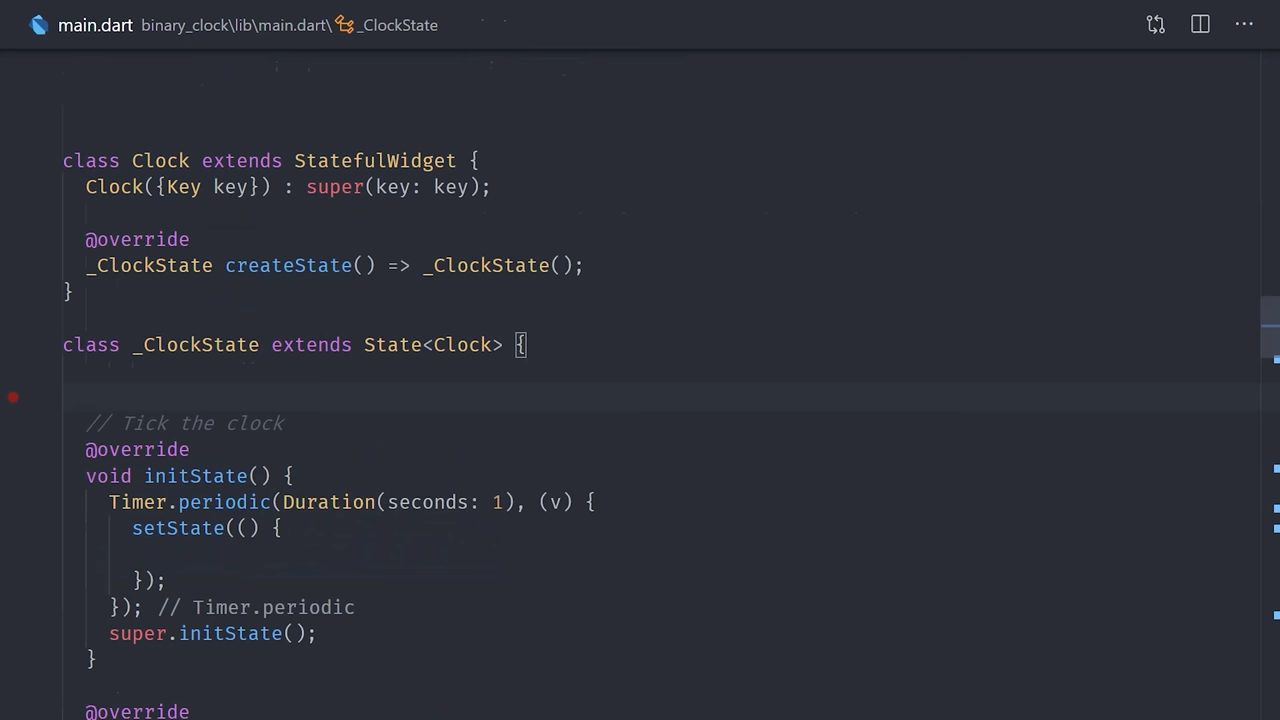 main.dart binary_clock\lib\main.dart\ _ClockState
class Clock extends StatefulWidget {
  Clock({Key key}) : super(key: key);
  @override
  _ClockState createState() => _ClockState();
}
class _ClockState extends State<Clock> {
  // Tick the clock
  @override
  void initState() {
    Timer.periodic(Duration(seconds: 1), (v) {
      setState(() {
      });
    }); // Timer.periodic
    super.initState();
  }
  @override